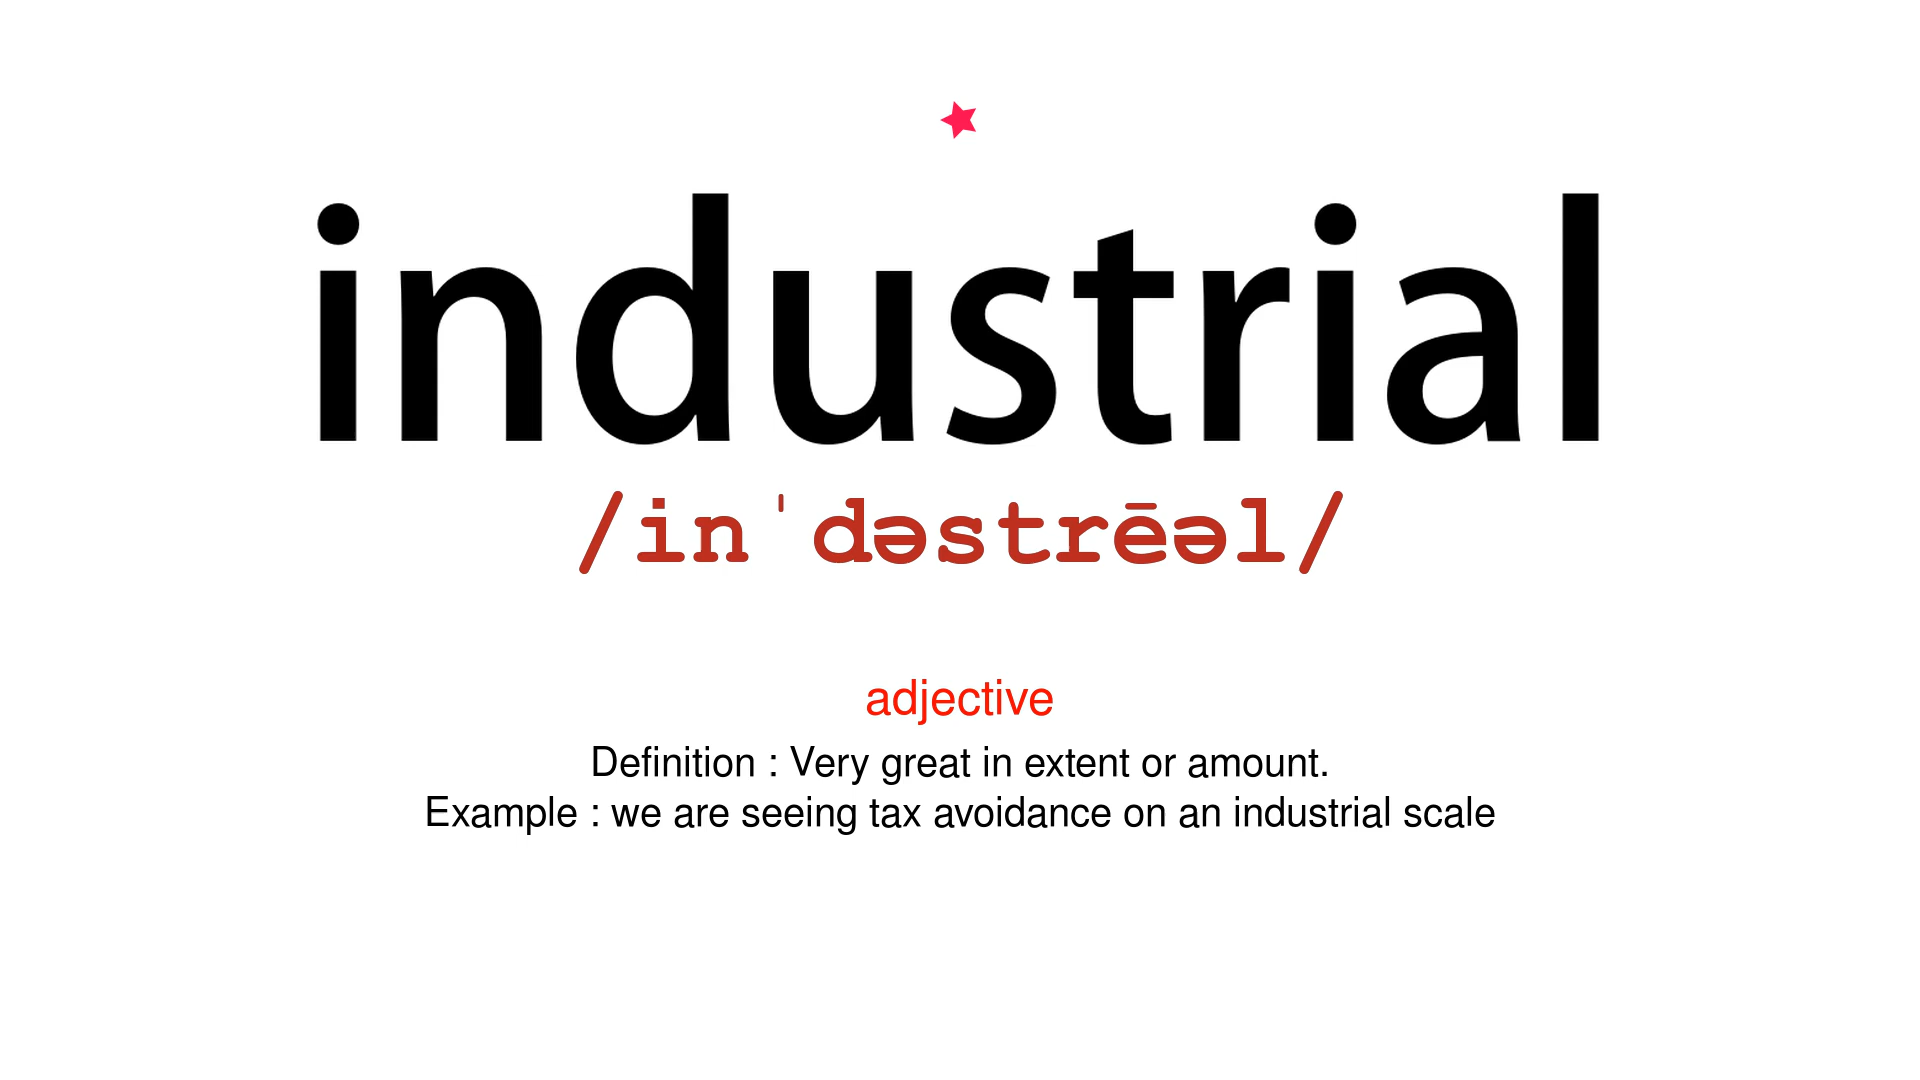 industrial
/inˈdəstrēəl/
adjective
Definition : Very great in extent or amount.
Example : we are seeing tax avoidance on an industrial scale